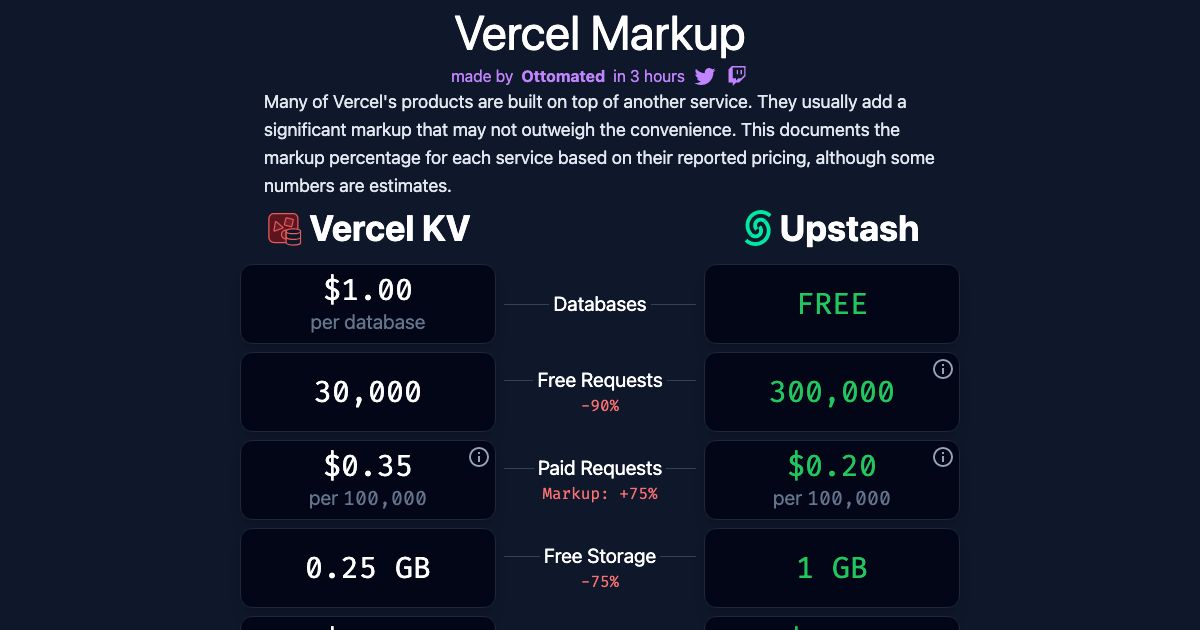 Vercel Markup
made by Ottomated in 3 hours
Many of Vercel's products are built on top of another service. They usually add a
significant markup that may not outweigh the convenience. This documents the
markup percentage for each service based on their reported pricing, although some
numbers are estimates.
Vercel KV
Upstash
$1.00
per database
Databases
FREE
30,000
Free Requests
-90%
300,000
$0.35
per 100,000
Paid Requests
Markup: +75%
$0.20
per 100,000
0.25 GB
Free Storage
-75%
1 GB